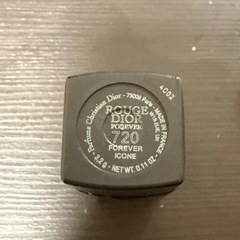 4C02
Parfums Christian Dior - 75008 Paris - MADE IN FRANCE
ROUGE
DIOR
FOREVER
720
FOREVER
ICONE
3.2 g - NET WT. 0.11 OZ.